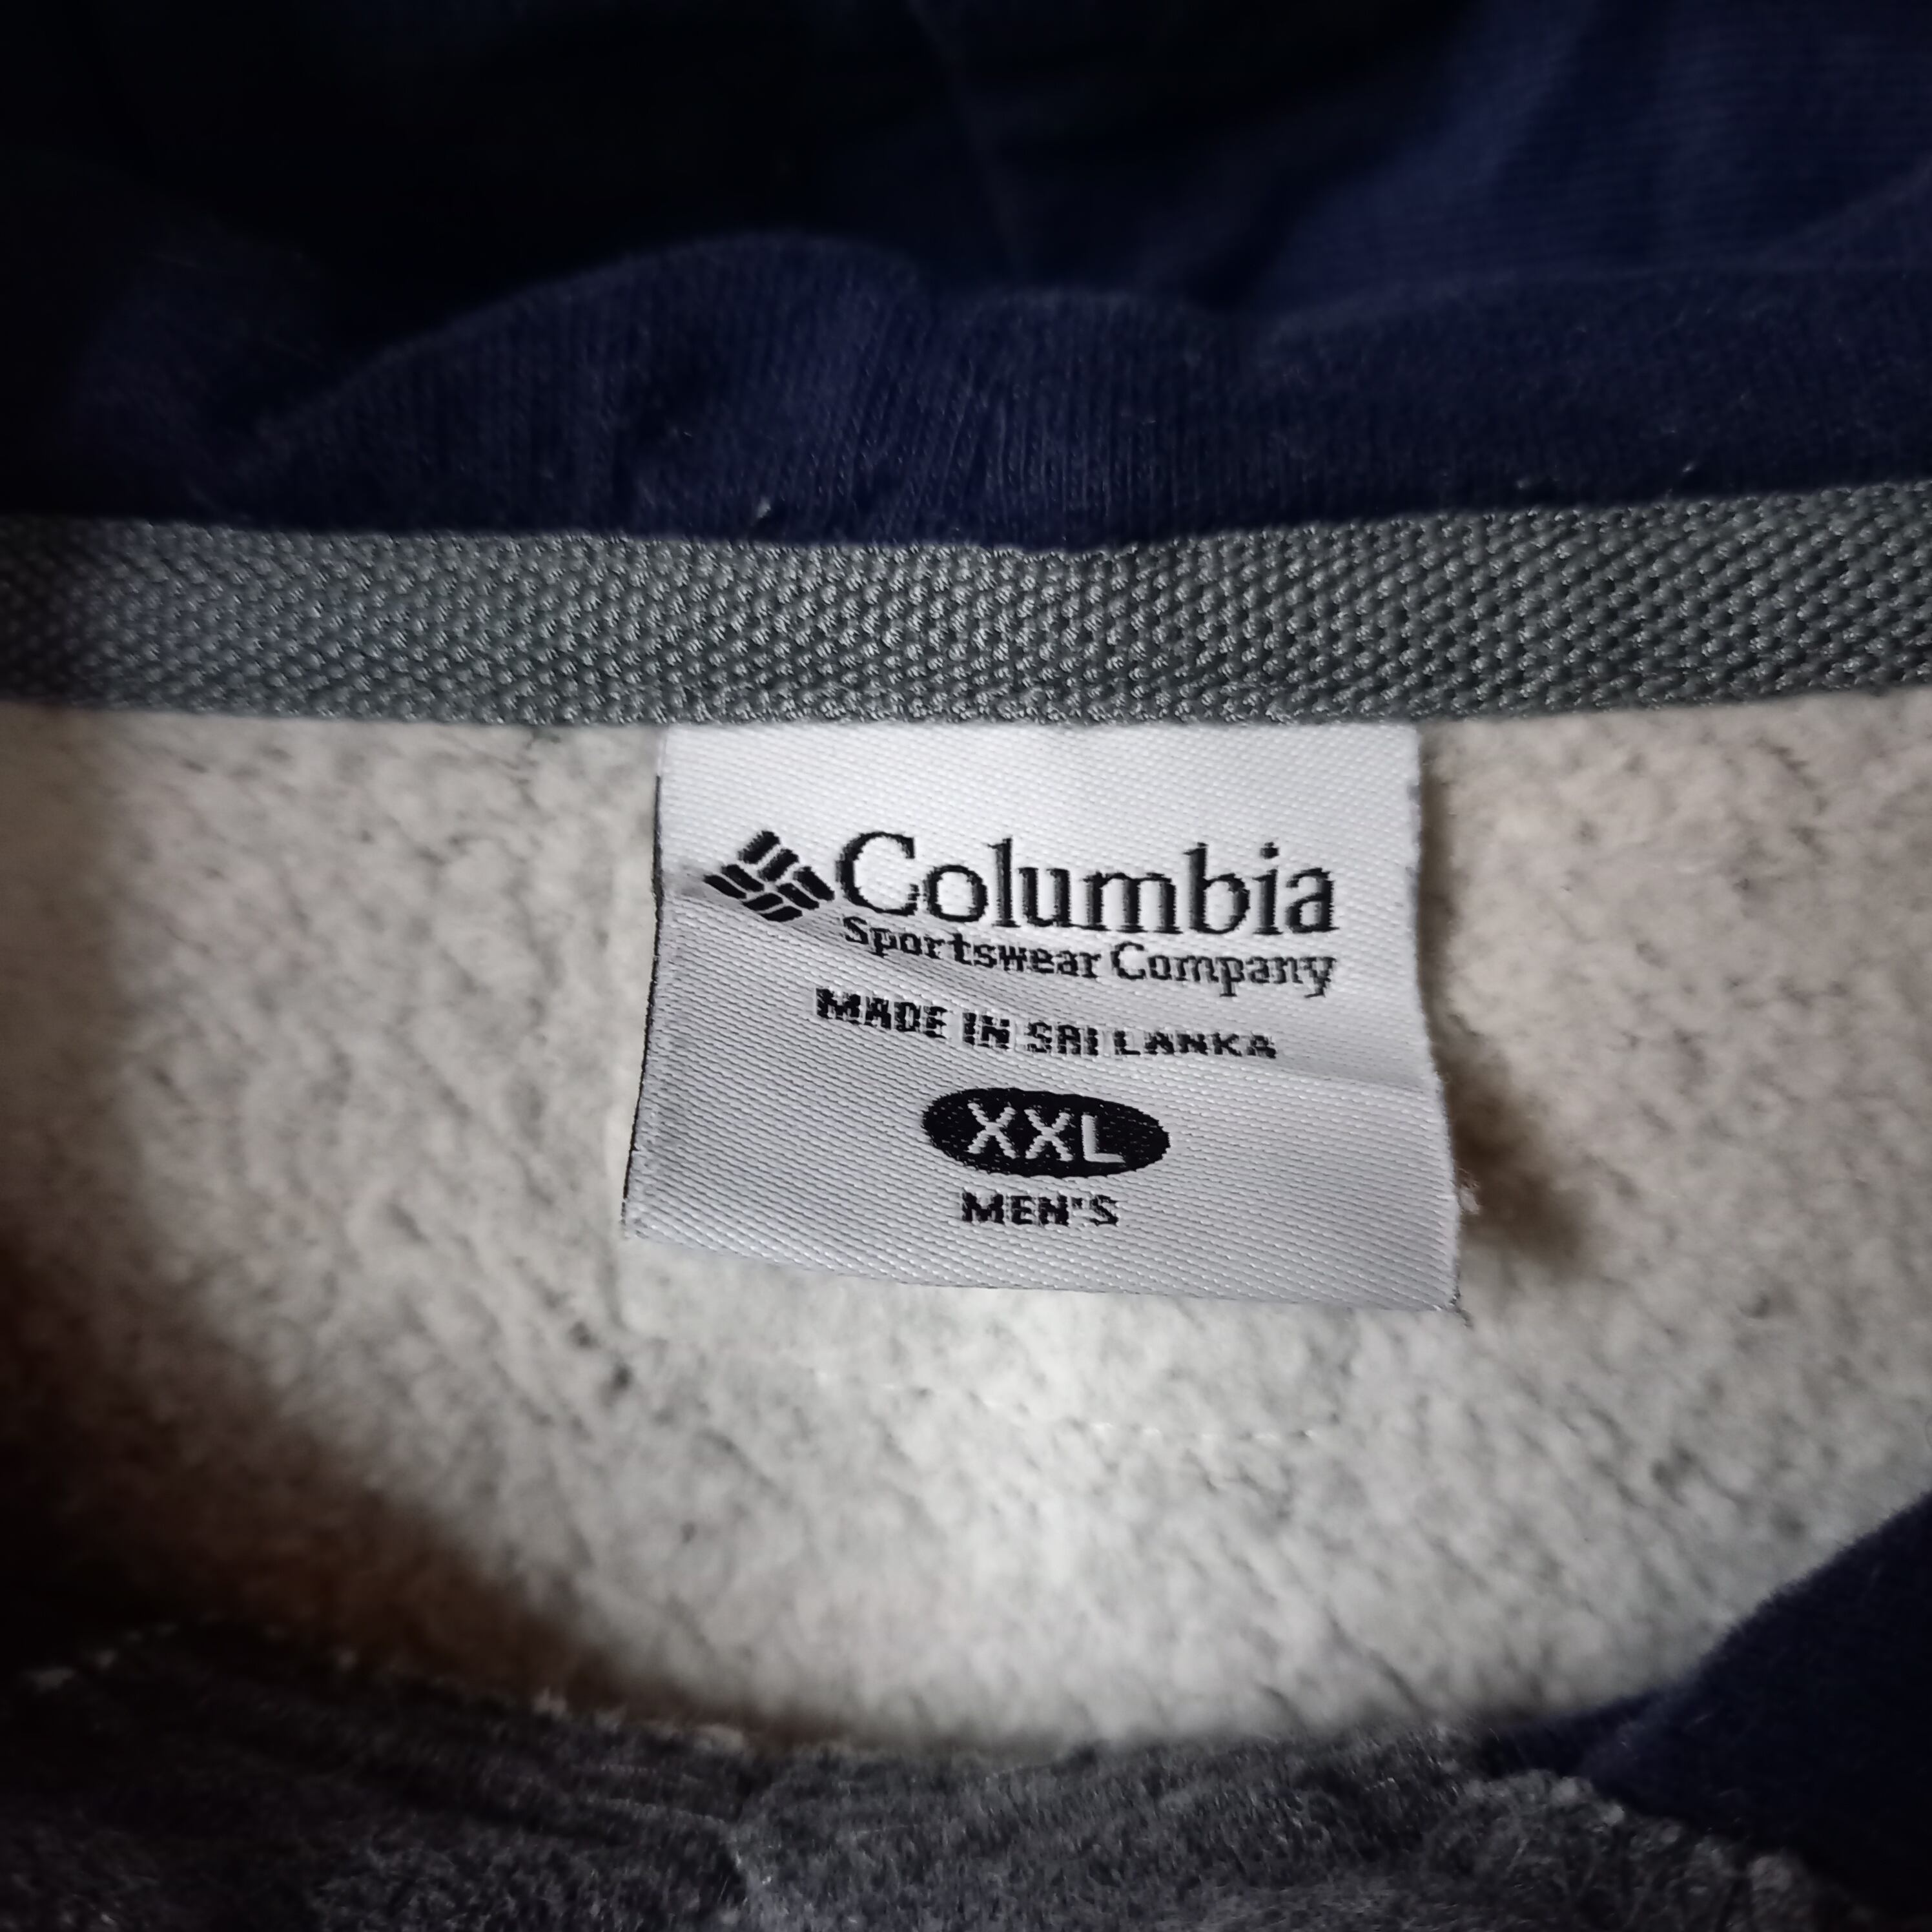 Columbia
Sportswear Company
MADE IN SRI LANKA
XXL
MEN'S